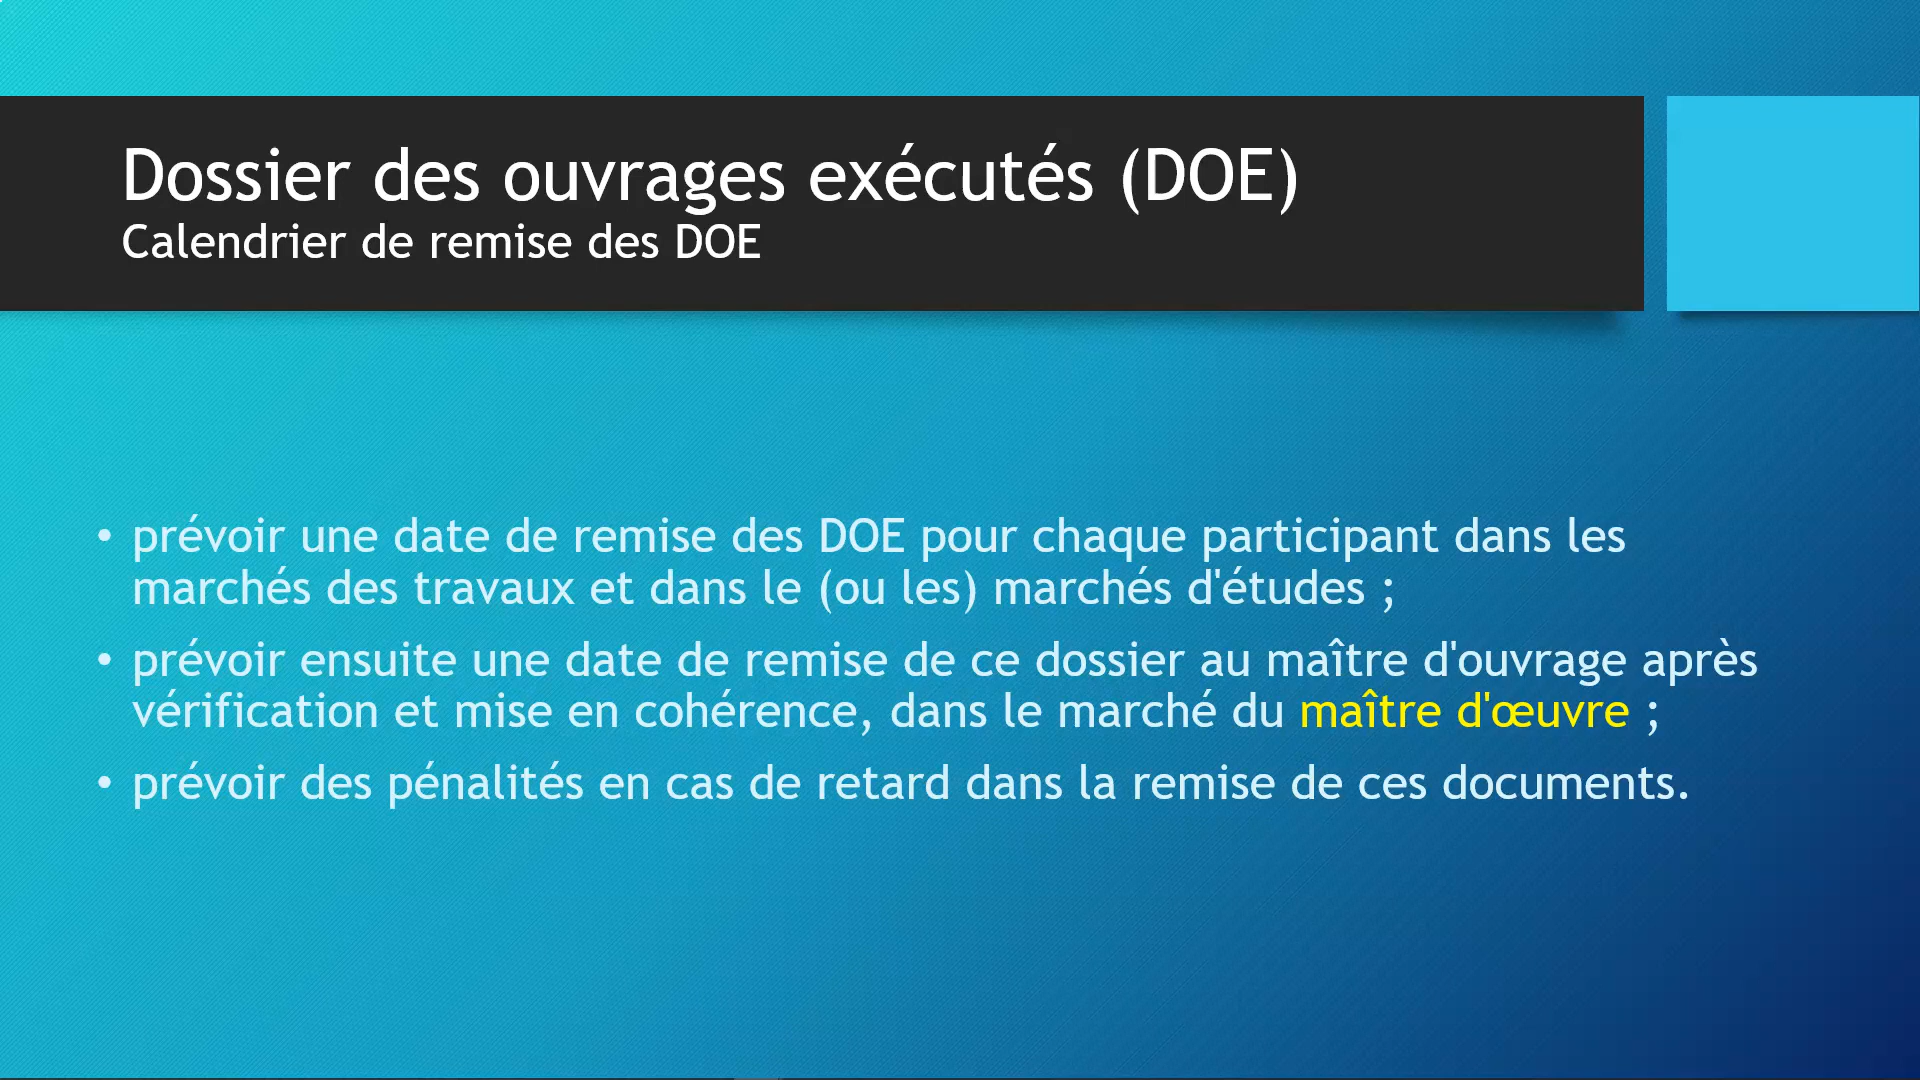 Dossier des ouvrages exécutés (DOE)
Calendrier de remise des DOE
• prévoir une date de remise des DOE pour chaque participant dans les
marchés des travaux et dans le (ou les) marchés d'études ;
• prévoir ensuite une date de remise de ce dossier au maître d'ouvrage après
vérification et mise en cohérence, dans le marché du maître d'œuvre ;
• prévoir des pénalités en cas de retard dans la remise de ces documents.